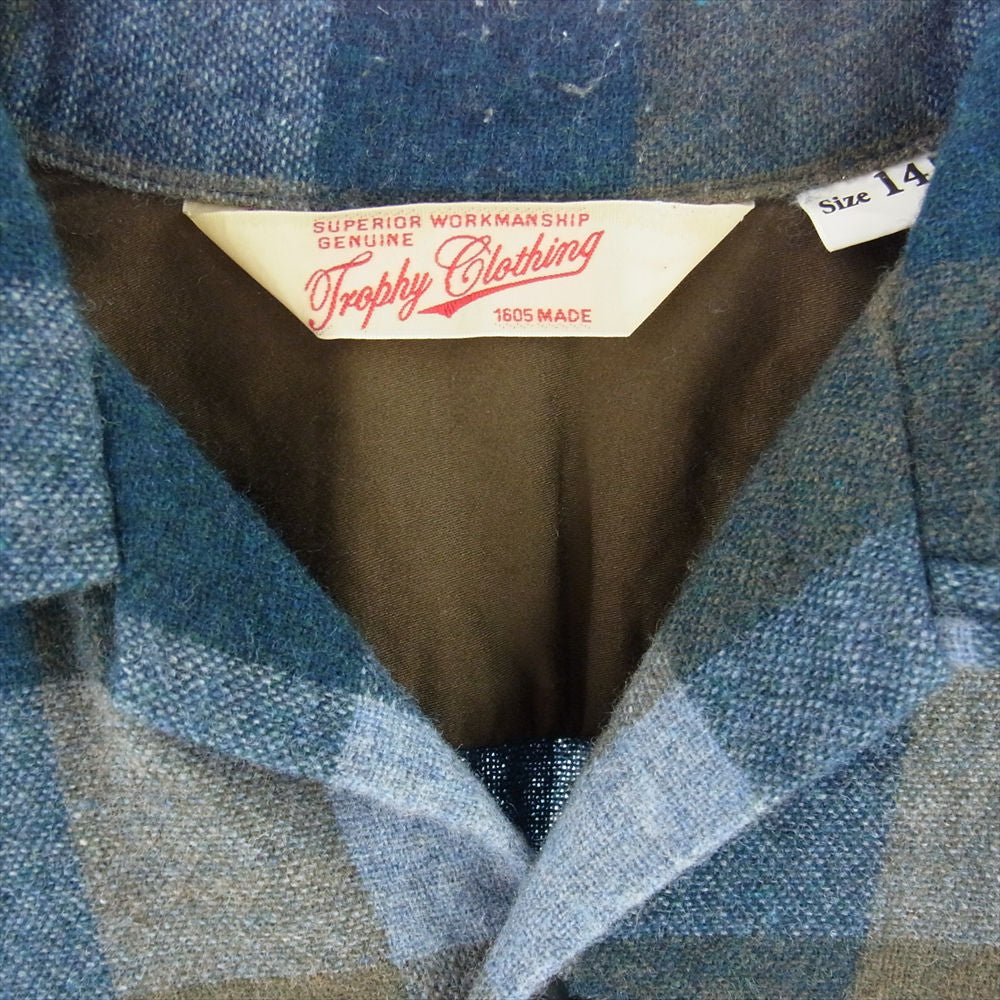 SUPERIOR WORKMANSHIP
GENUINE
Trophy Clothing
1605 MADE
Size 14